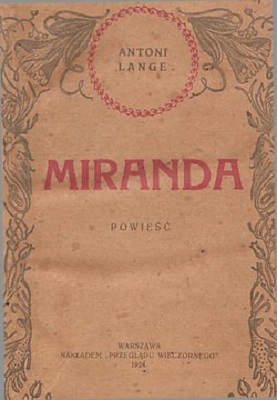 ANTONI
LANGE
MIRANDA
POWIEŚĆ
WARSZAWA
NAKŁADEM „PRZEGLĄDU WIECZORNEGO"
1924